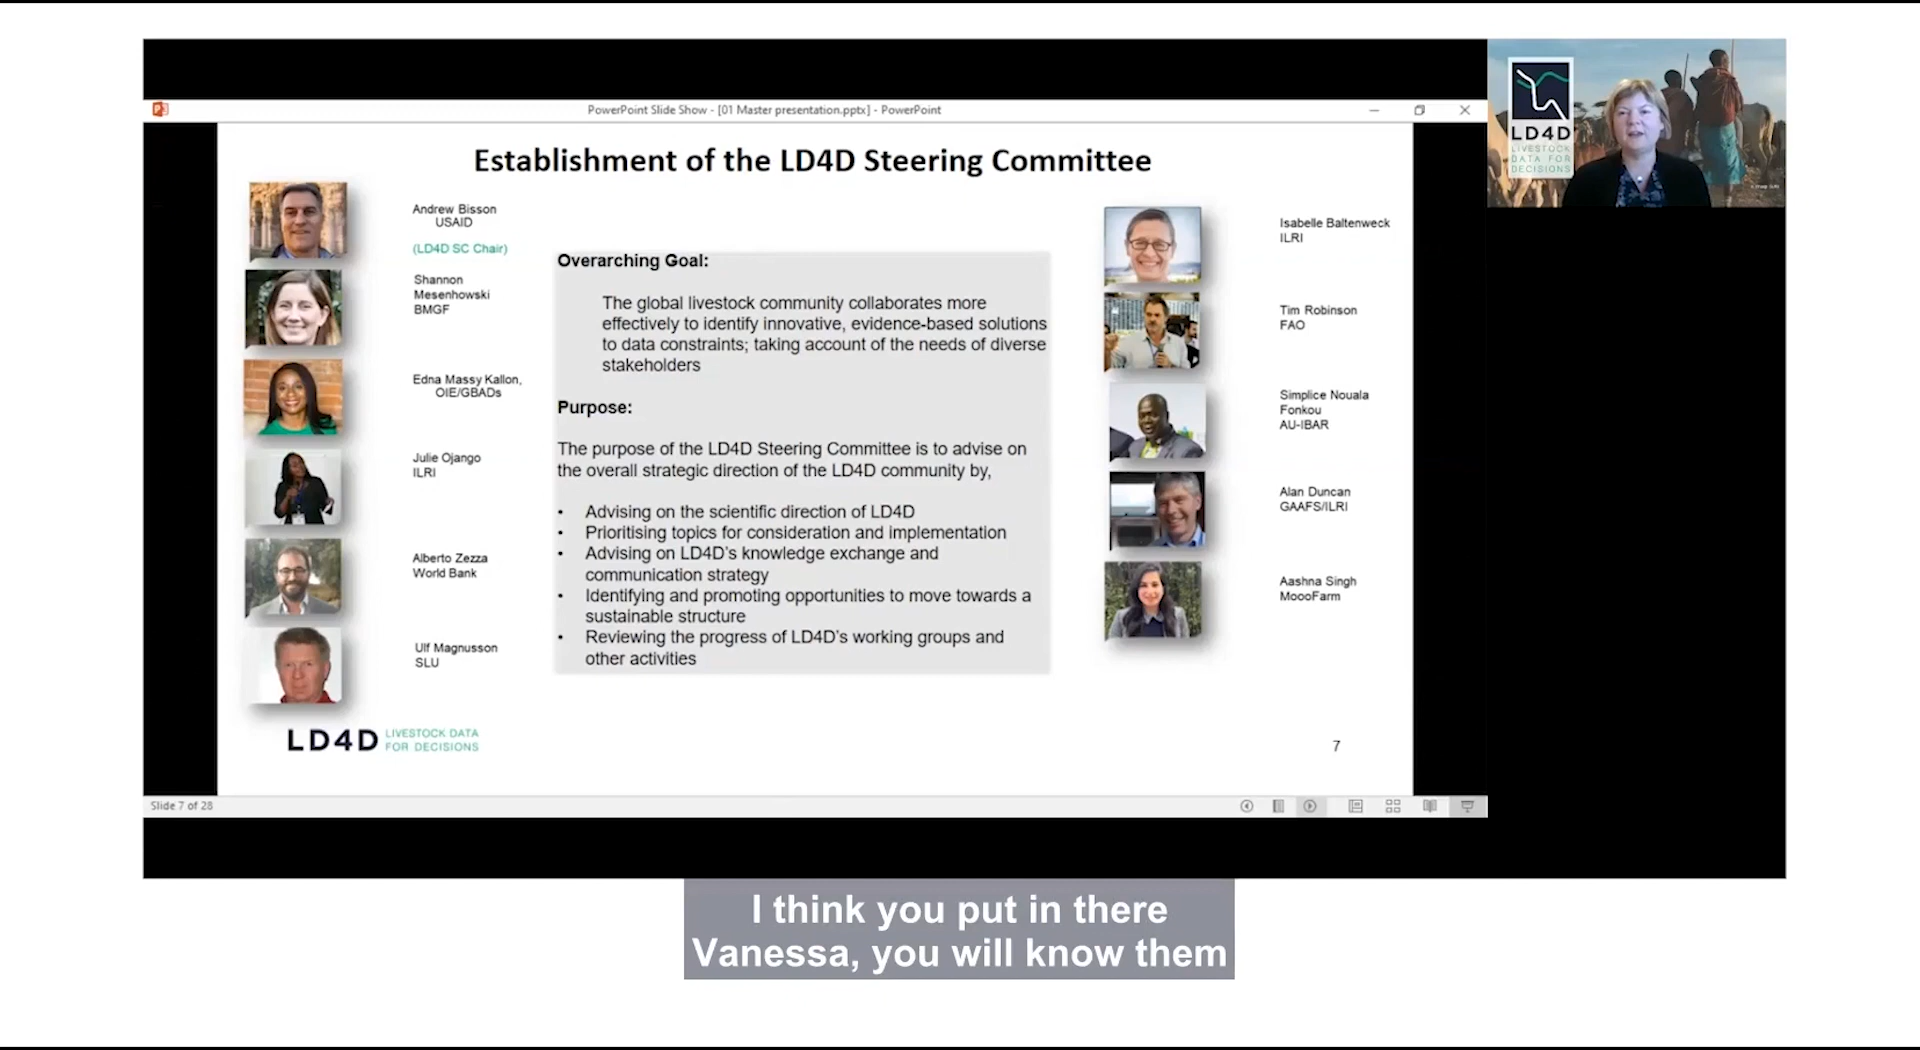 PowerPoint Slide Show - [01 Master presentation.pptx] - PowerPoint
Establishment of the LD4D Steering Committee
Andrew Bisson
USAID
(LD4D SC Chair)
Shannon
Mesenhowski
BMGF
Edna Massy Kallon,
OIE/GBADs
Julie Ojango
ILRI
Alberto Zezza
World Bank
Ulf Magnusson
SLU
Overarching Goal:
The global livestock community collaborates more
effectively to identify innovative, evidence-based solutions
to data constraints; taking account of the needs of diverse
stakeholders
Purpose:
The purpose of the LD4D Steering Committee is to advise on
the overall strategic direction of the LD4D community by,
• Advising on the scientific direction of LD4D
• Prioritising topics for consideration and implementation
• Advising on LD4D's knowledge exchange and
communication strategy
• Identifying and promoting opportunities to move towards a
sustainable structure
• Reviewing the progress of LD4D's working groups and
other activities
Isabelle Baltenweck
ILRI
Tim Robinson
FAO
Simplice Nouala
Fonkou
AU-IBAR
Alan Duncan
GAAFS/ILRI
Aashna Singh
MoooFarm
LD4D
LIVESTOCK DATA
FOR DECISIONS
7
Slide 7 of 28
LD4D
LIVESTOCK
DATA FOR
DECISIONS
I think you put in there
Vanessa, you will know them